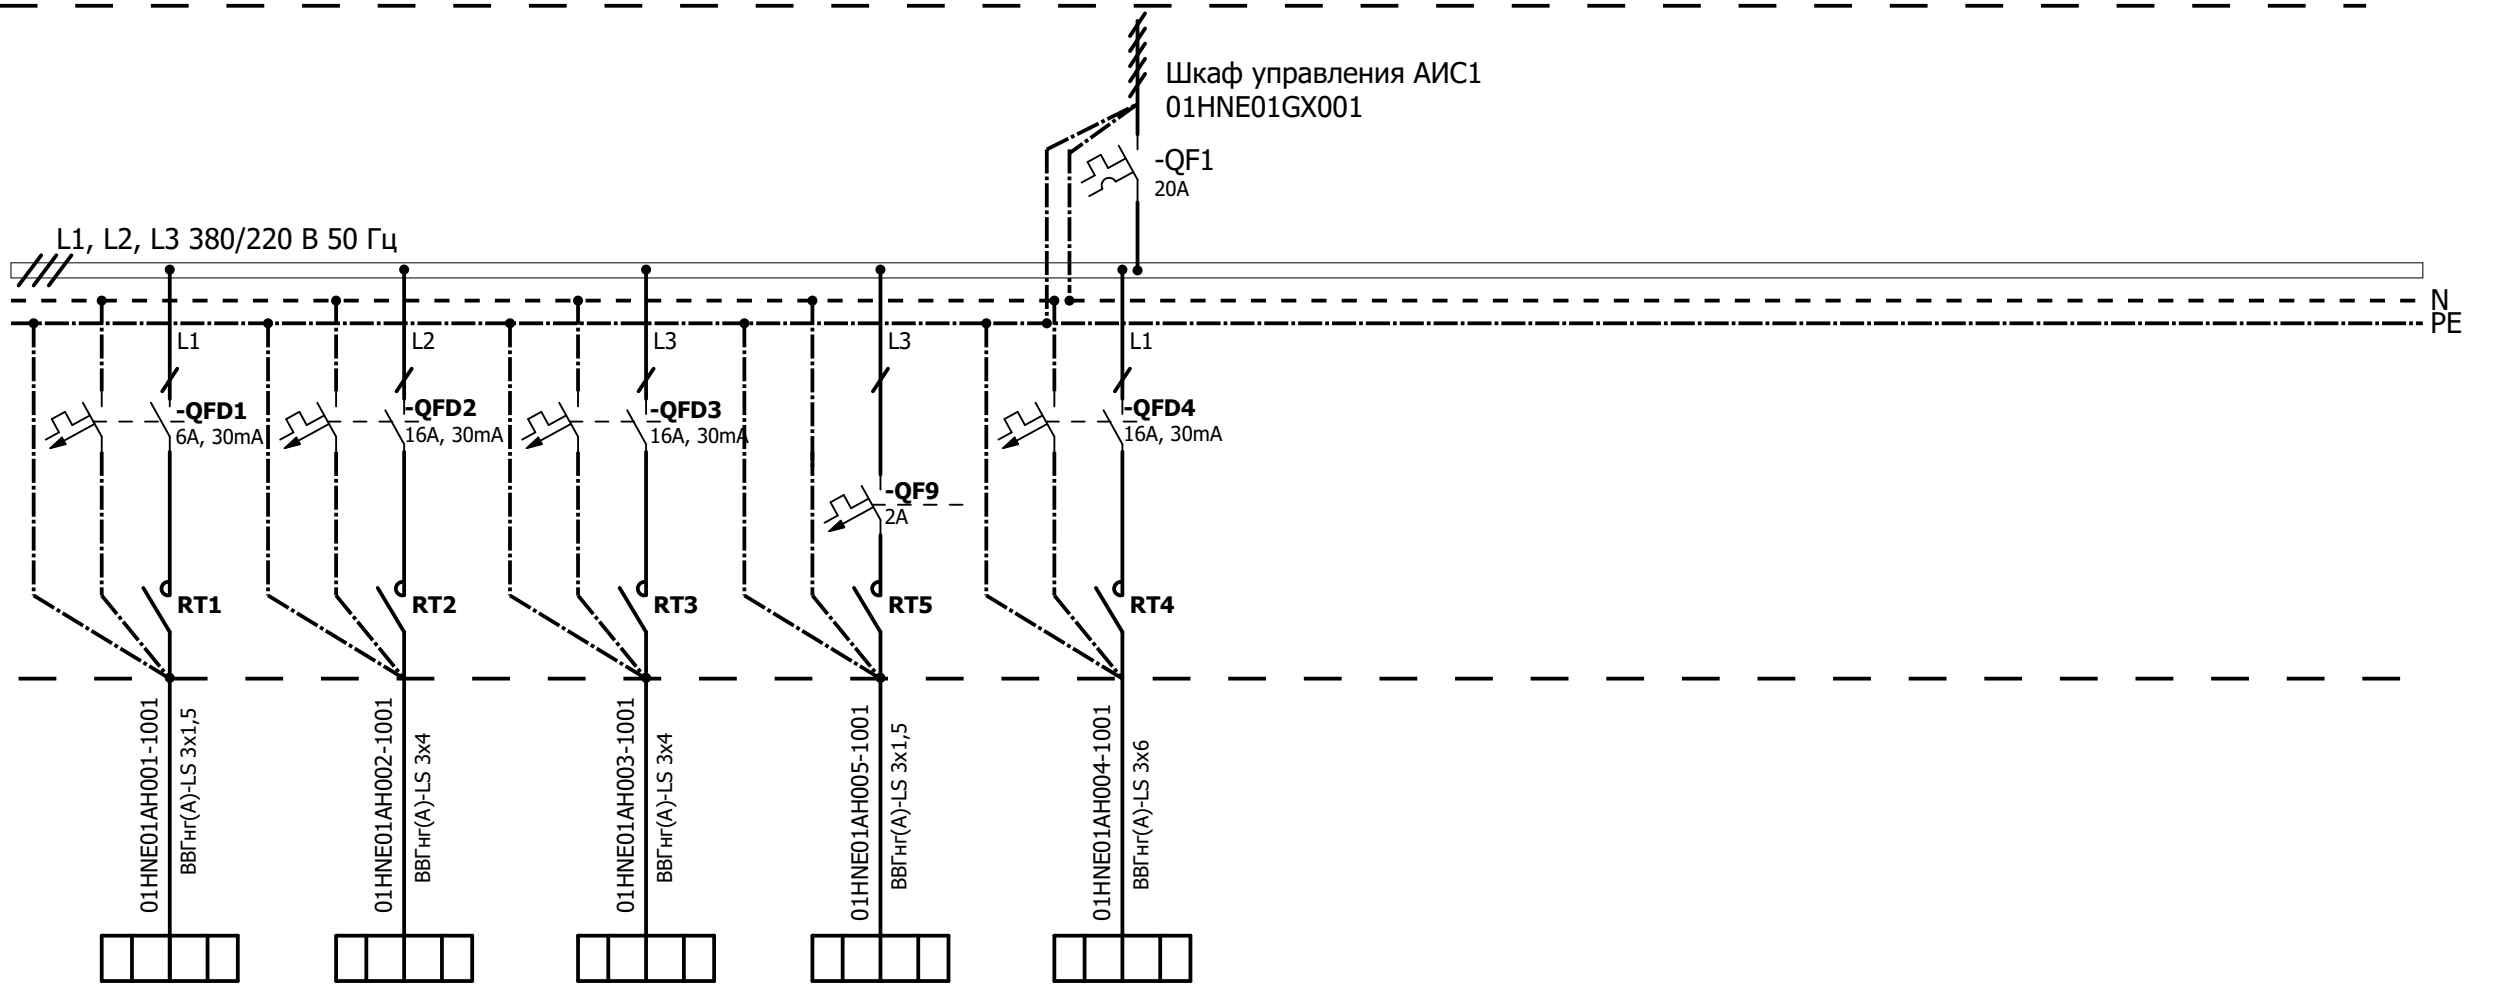 Шкаф управления АИС1
01HNE01GX001
-QF1
20A
L1, L2, L3 380/220 В 50 Гц
N
PE
L1
L2
L3
L3
L1
-QFD1
6A, 30mA
-QFD2
16A, 30mA
-QFD3
16A, 30mA
-QF9
2A
-QFD4
16A, 30mA
RT1
RT2
RT3
RT5
RT4
01HNE01AH001-1001
ВВГнг(А)-LS 3x1,5
01HNE01AH002-1001
ВВГнг(А)-LS 3x4
01HNE01AH003-1001
ВВГнг(А)-LS 3x4
01HNE01AH005-1001
ВВГнг(А)-LS 3x1,5
01HNE01AH004-1001
ВВГнг(А)-LS 3x6